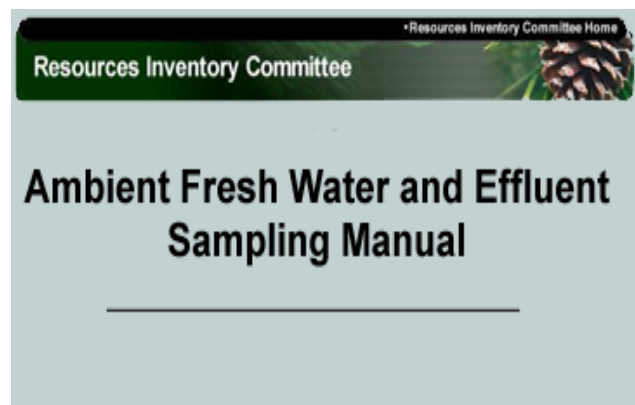 •Resources Inventory Committee Home
Resources Inventory Committee
Ambient Fresh Water and Effluent
Sampling Manual